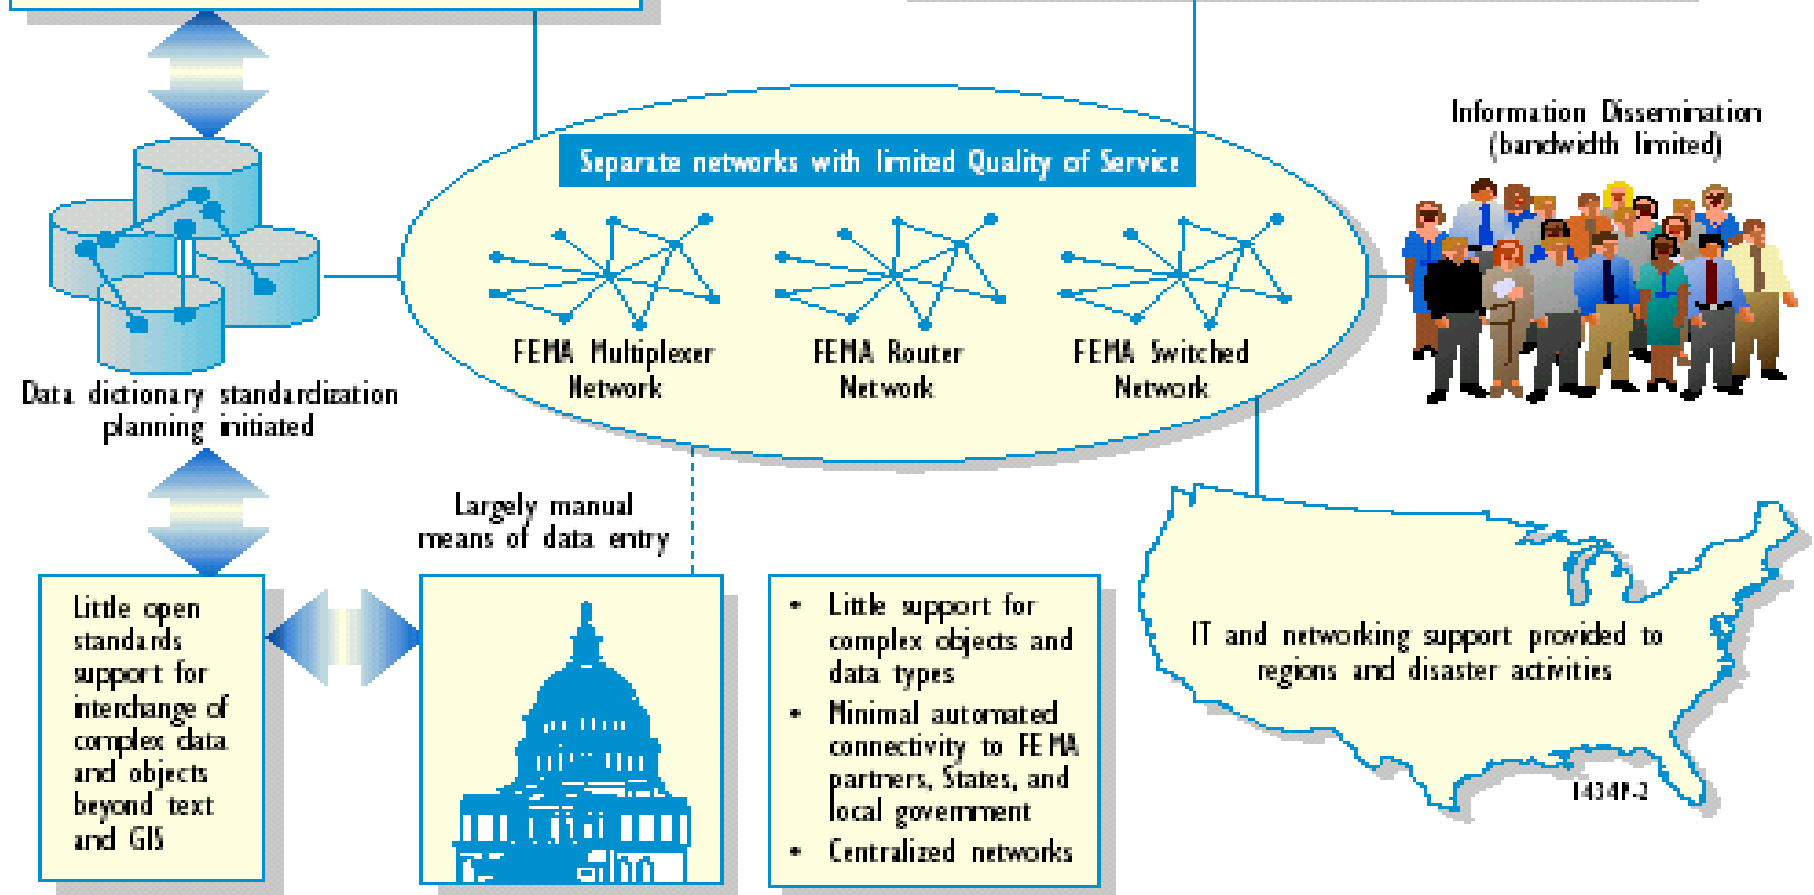 Information Dissemination
(bandwidth limited)
Separate networks with limited Quality of Service
FEMA Multiplexer
Network
FEMA Router
Network
FEMA Switched
Network
Data dictionary standardization
planning initiated
Largely manual
means of data entry
Little open
standards
support for
interchange of
complex data
and objects
beyond text
and GIS
• Little support for
complex objects and
data types
• Minimal automated
connectivity to FEMA
partners, States, and
local government
• Centralized networks
IT and networking support provided to
regions and disaster activities
1434P-2